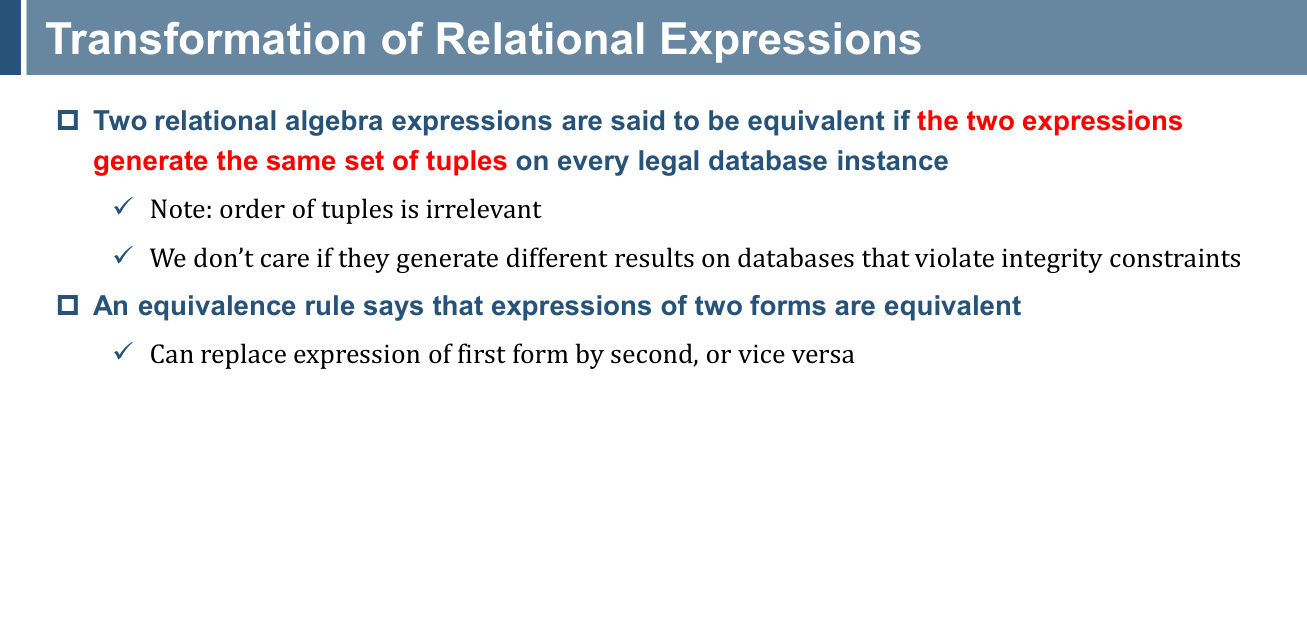 Transformation of Relational Expressions
Two relational algebra expressions are said to be equivalent if the two expressions
generate the same set of tuples on every legal database instance
Note: order of tuples is irrelevant
We don’t care if they generate different results on databases that violate integrity constraints
An equivalence rule says that expressions of two forms are equivalent
Can replace expression of first form by second, or vice versa